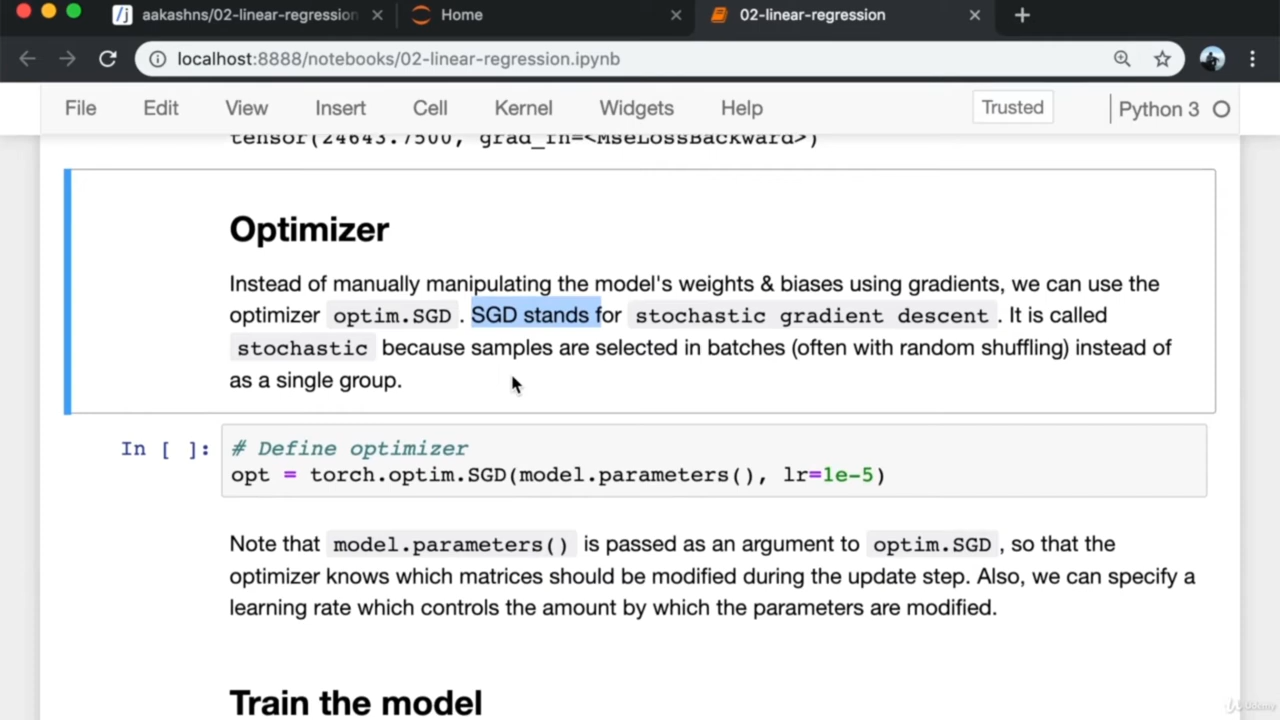 aakashns/02-linear-regression
Home
02-linear-regression
localhost:8888/notebooks/02-linear-regression.ipynb
File Edit View Insert Cell Kernel Widgets Help Trusted Python 3
tensor(24643.7500, grad_fn=<MseLossBackward>)
Optimizer
Instead of manually manipulating the model's weights & biases using gradients, we can use the
optimizer optim.SGD . SGD stands for stochastic gradient descent . It is called
stochastic because samples are selected in batches (often with random shuffling) instead of
as a single group.
In [ ]: # Define optimizer
opt = torch.optim.SGD(model.parameters(), lr=1e-5)
Note that model.parameters() is passed as an argument to optim.SGD , so that the
optimizer knows which matrices should be modified during the update step. Also, we can specify a
learning rate which controls the amount by which the parameters are modified.
Train the model
Udemy